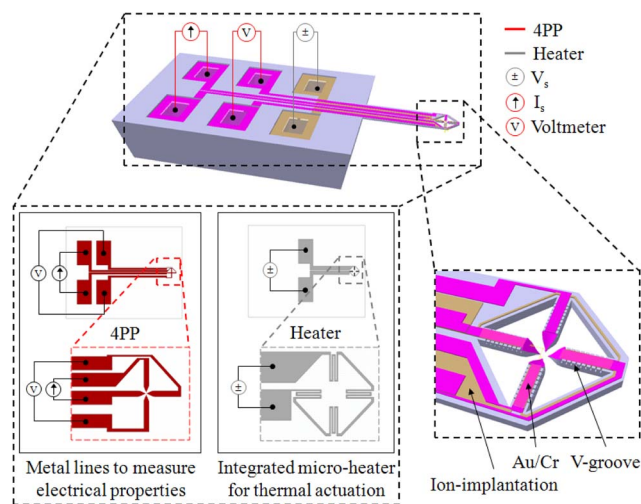 V
±
4PP
Heater
± Vₛ
Iₛ
V Voltmeter
V
±
4PP
Heater
V
±
Metal lines to measure
electrical properties
Integrated micro-heater
for thermal actuation
Au/Cr
V-groove
Ion-implantation